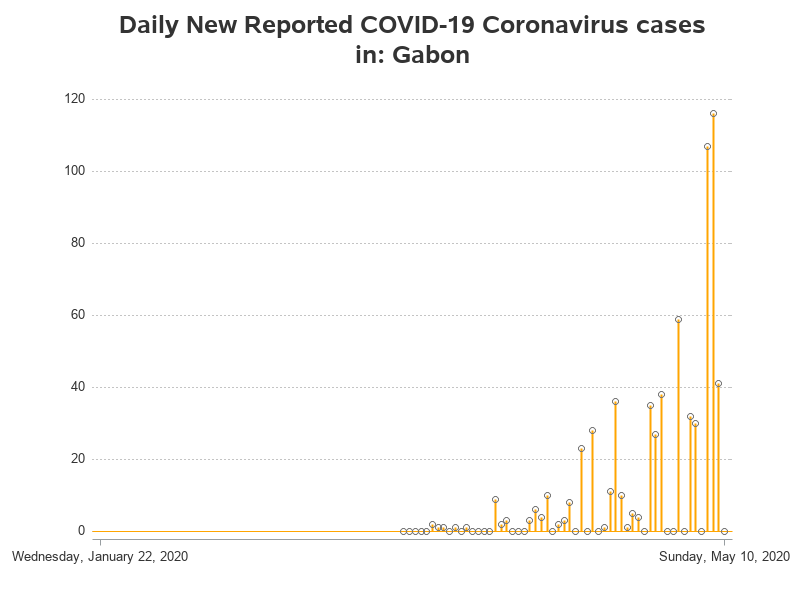 Daily New Reported COVID-19 Coronavirus cases
in: Gabon
120
100
80
60
40
20
0
Wednesday, January 22, 2020
Sunday, May 10, 2020